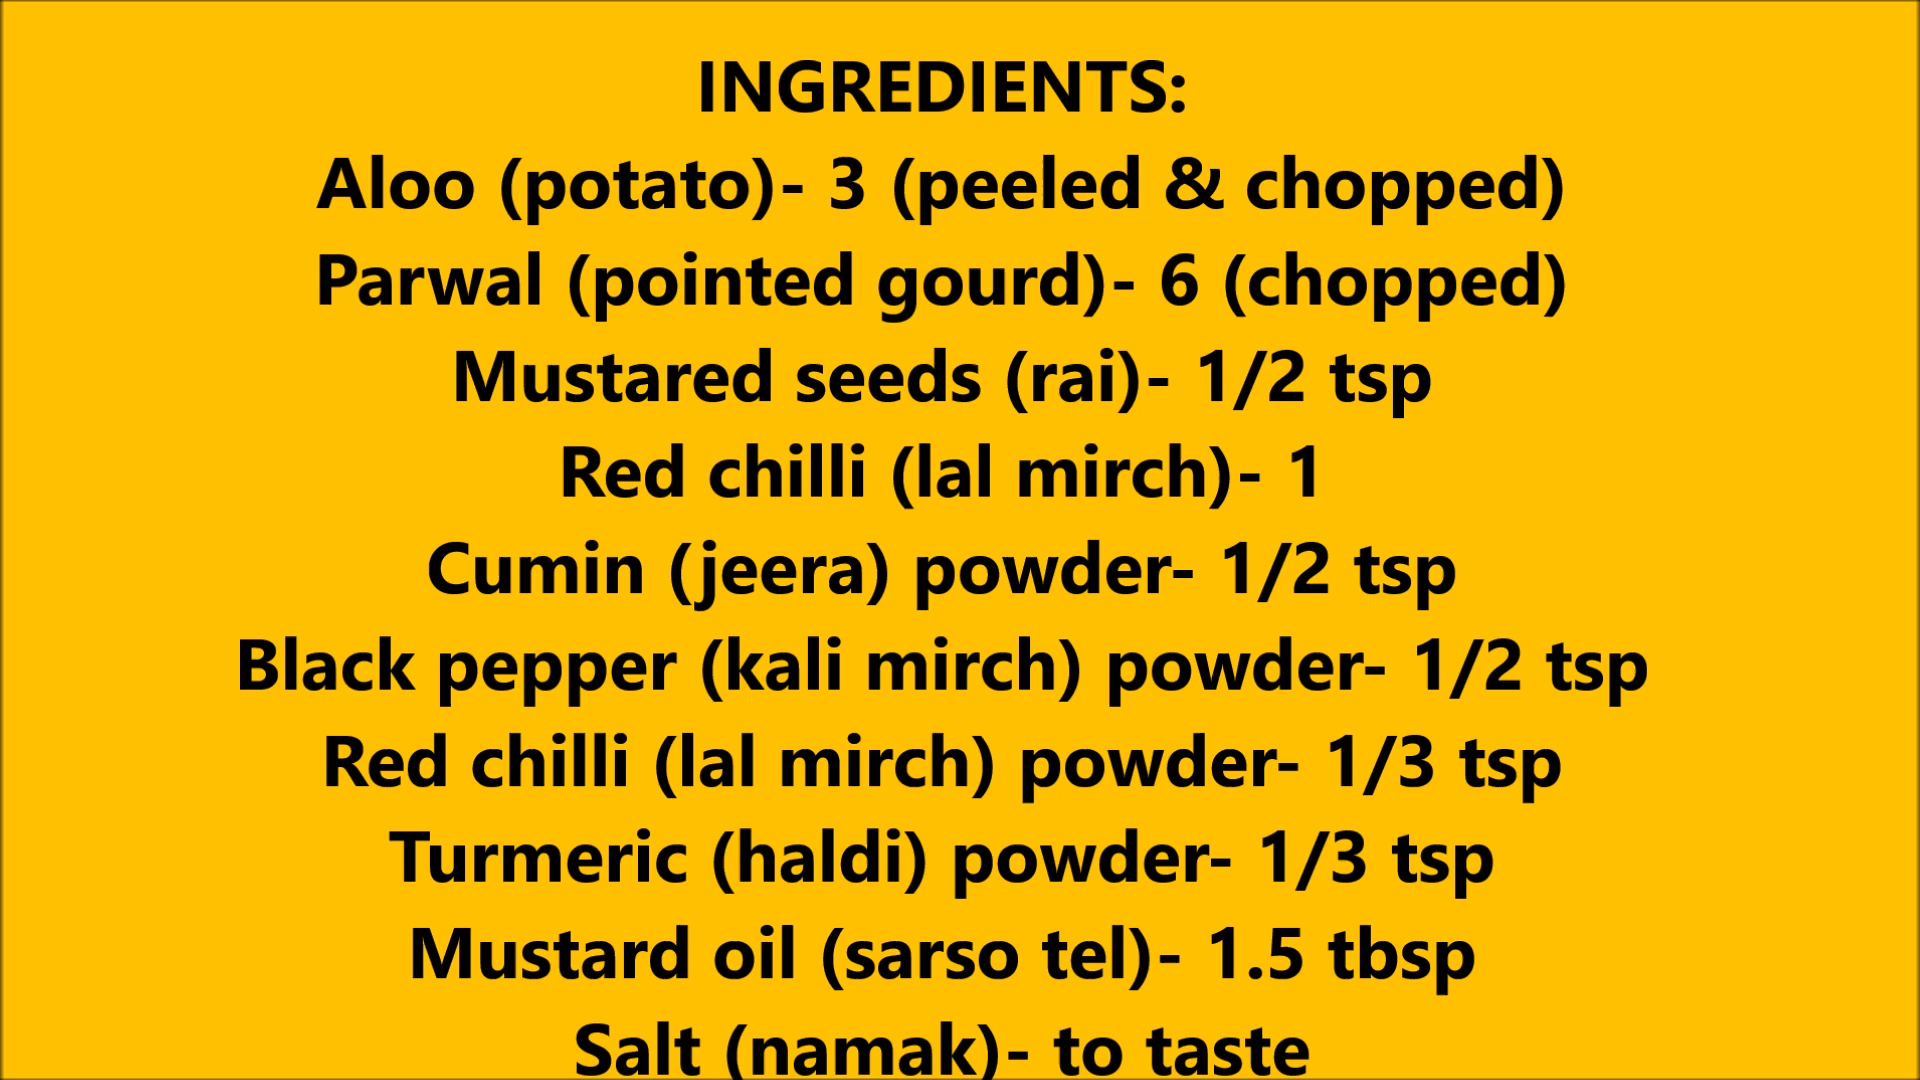 INGREDIENTS:
Aloo (potato)- 3 (peeled & chopped)
Parwal (pointed gourd)- 6 (chopped)
Mustared seeds (rai)- 1/2 tsp
Red chilli (lal mirch)- 1
Cumin (jeera) powder- 1/2 tsp
Black pepper (kali mirch) powder- 1/2 tsp
Red chilli (lal mirch) powder- 1/3 tsp
Turmeric (haldi) powder- 1/3 tsp
Mustard oil (sarso tel)- 1.5 tbsp
Salt (namak)- to taste